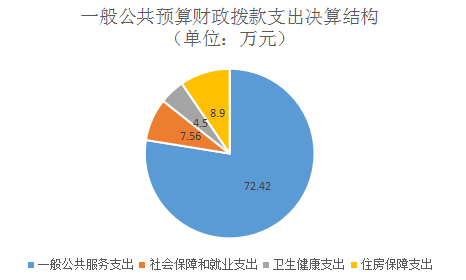 一般公共预算财政拨款支出决算结构
（单位：万元）
8.9
4.5
7.56
72.42
一般公共服务支出 社会保障和就业支出 卫生健康支出 住房保障支出